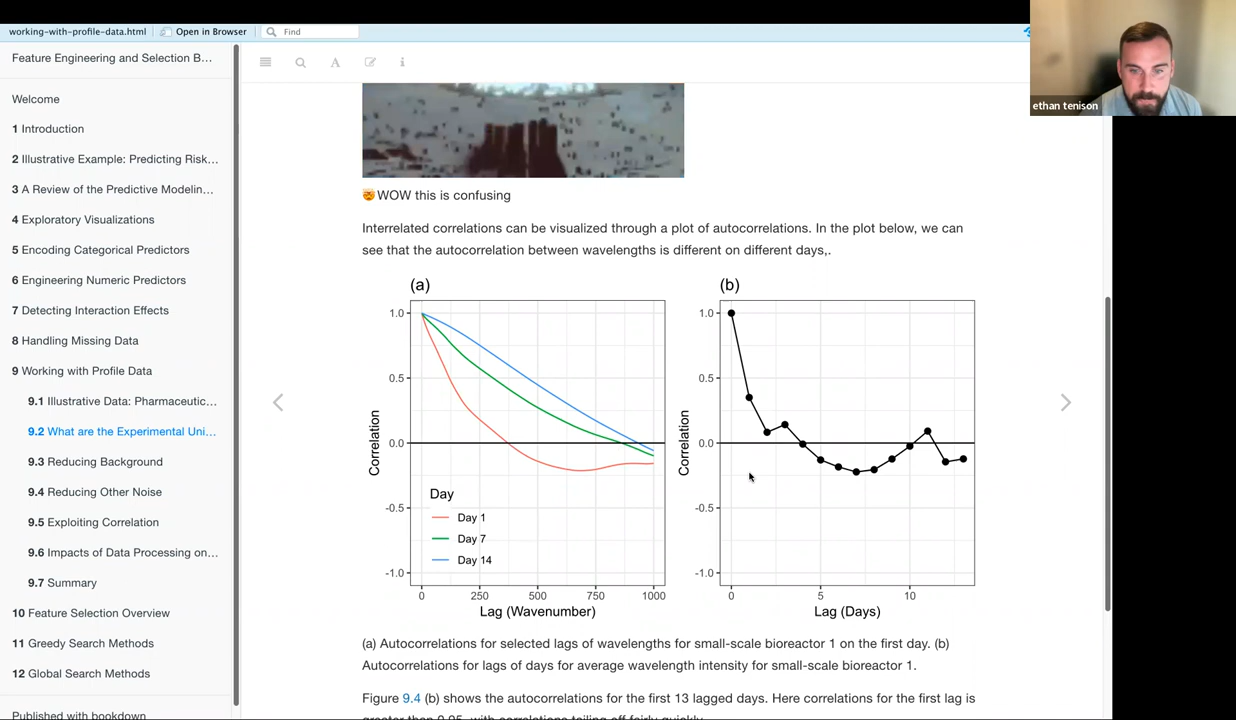 working-with-profile-data.html
Open in Browser
Find
ethan tenison
Feature Engineering and Selection B...
Welcome
1 Introduction
2 Illustrative Example: Predicting Risk...
3 A Review of the Predictive Modelin...
4 Exploratory Visualizations
5 Encoding Categorical Predictors
6 Engineering Numeric Predictors
7 Detecting Interaction Effects
8 Handling Missing Data
9 Working with Profile Data
9.1 Illustrative Data: Pharmaceutic...
9.2 What are the Experimental Uni...
9.3 Reducing Background
9.4 Reducing Other Noise
9.5 Exploiting Correlation
9.6 Impacts of Data Processing on...
9.7 Summary
10 Feature Selection Overview
11 Greedy Search Methods
12 Global Search Methods
Published with bookdown
🤯 WOW this is confusing
Interrelated correlations can be visualized through a plot of autocorrelations. In the plot below, we can
see that the autocorrelation between wavelengths is different on different days,.
(a)
1.0
0.5
0.0
-0.5
-1.0
Correlation
Day
Day 1
Day 7
Day 14
0 250 500 750 1000
Lag (Wavenumber)
(b)
1.0
0.5
0.0
-0.5
-1.0
Correlation
0 5 10
Lag (Days)
(a) Autocorrelations for selected lags of wavelengths for small-scale bioreactor 1 on the first day. (b)
Autocorrelations for lags of days for average wavelength intensity for small-scale bioreactor 1.
Figure 9.4 (b) shows the autocorrelations for the first 13 lagged days. Here correlations for the first lag is
greater than 0.95, with correlations tailing off fairly quickly.